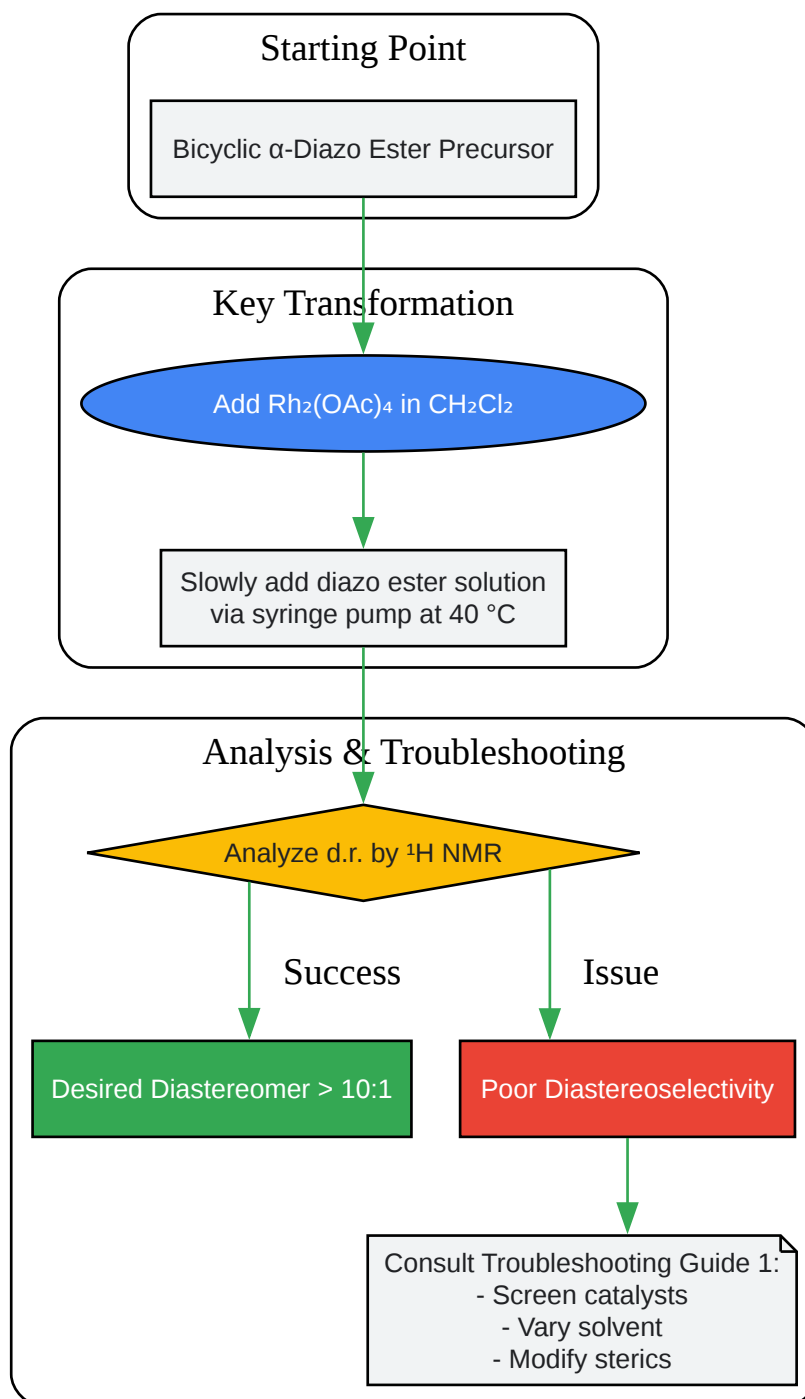 Starting Point
Bicyclic α-Diazo Ester Precursor
Key Transformation
Add Rh₂(OAc)₄ in CH₂Cl₂
Slowly add diazo ester solution
via syringe pump at 40 °C
Analysis & Troubleshooting
Analyze d.r. by ¹H NMR
Success
Issue
Desired Diastereomer > 10:1
Poor Diastereoselectivity
Consult Troubleshooting Guide 1:
- Screen catalysts
- Vary solvent
- Modify sterics